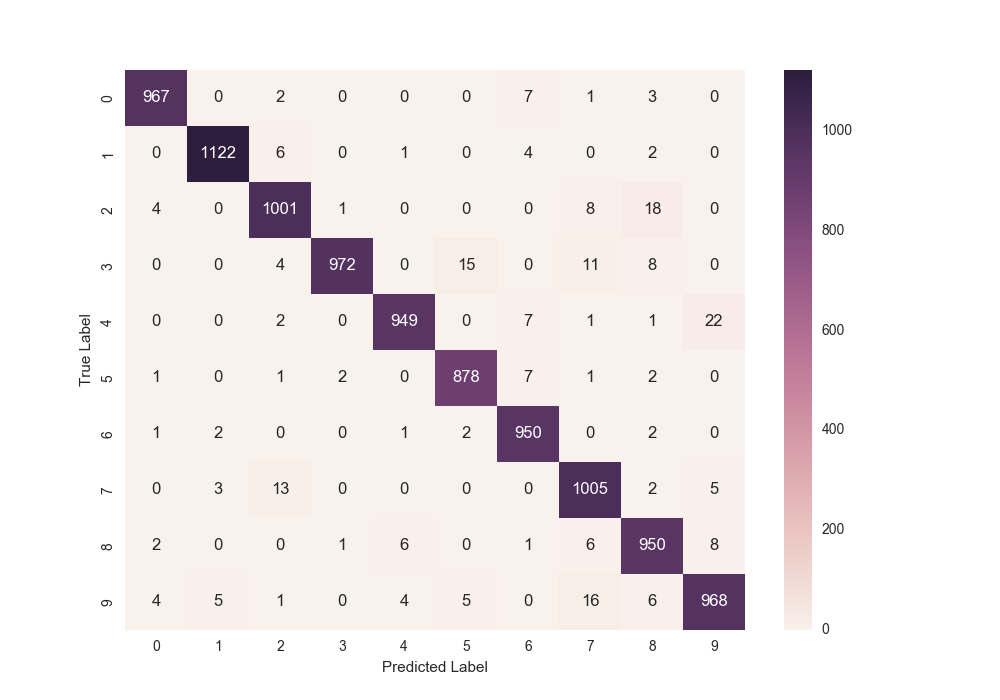 0 967 0 2 0 0 0 7 1 3 0
1 0 1122 6 0 1 0 4 0 2 0
2 4 0 1001 1 0 0 0 8 18 0
3 0 0 4 972 0 15 0 11 8 0
4 0 0 2 0 949 0 7 1 1 22
5 1 0 1 2 0 878 7 1 2 0
6 1 2 0 0 1 2 950 0 2 0
7 0 3 13 0 0 0 0 1005 2 5
8 2 0 0 1 6 0 1 6 950 8
9 4 5 1 0 4 5 0 16 6 968
0 1 2 3 4 5 6 7 8 9
Predicted Label
True Label
1000
800
600
400
200
0